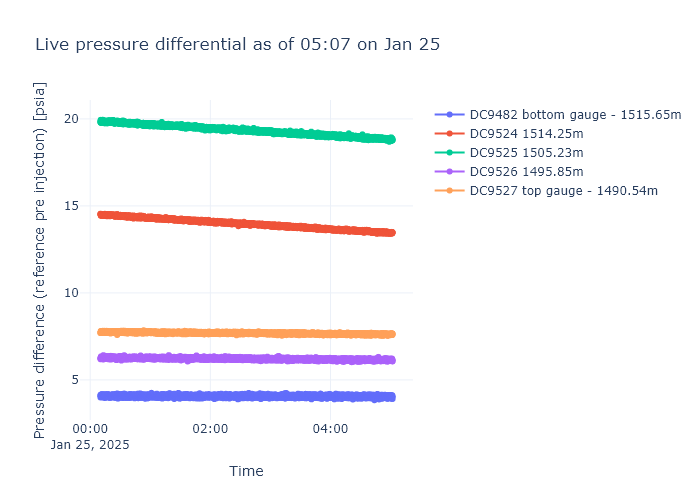 Live pressure differential as of 05:07 on Jan 25
Pressure difference (reference pre injection) [psia]
20
15
10
5
00:00
Jan 25, 2025
02:00
04:00
Time
DC9482 bottom gauge - 1515.65m
DC9524 1514.25m
DC9525 1505.23m
DC9526 1495.85m
DC9527 top gauge - 1490.54m